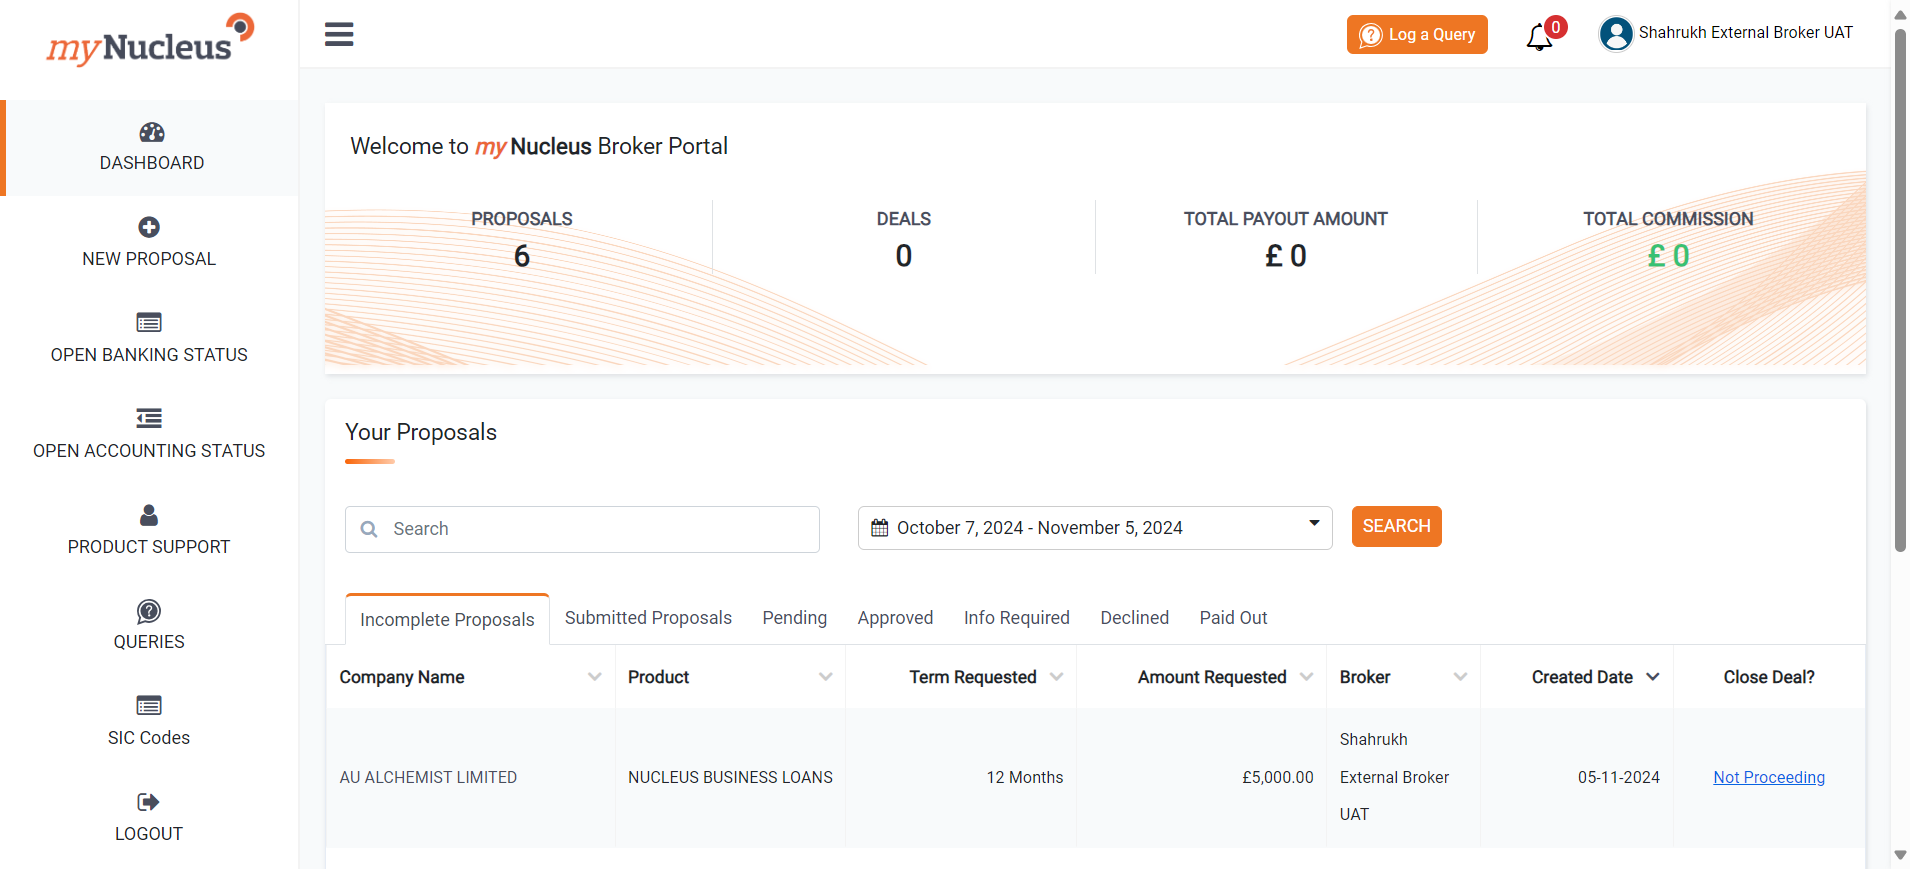 myNucleus
Log a Query
0
Shahrukh External Broker UAT
DASHBOARD
NEW PROPOSAL
OPEN BANKING STATUS
OPEN ACCOUNTING STATUS
PRODUCT SUPPORT
QUERIES
SIC Codes
LOGOUT
Welcome to my Nucleus Broker Portal
PROPOSALS
6
DEALS
0
TOTAL PAYOUT AMOUNT
£ 0
TOTAL COMMISSION
£ 0
Your Proposals
Search
October 7, 2024 - November 5, 2024
SEARCH
Incomplete Proposals Submitted Proposals Pending Approved Info Required Declined Paid Out
Company Name Product Term Requested Amount Requested Broker Created Date Close Deal?
AU ALCHEMIST LIMITED NUCLEUS BUSINESS LOANS 12 Months £5,000.00
Shahrukh
External Broker
UAT
05-11-2024 Not Proceeding